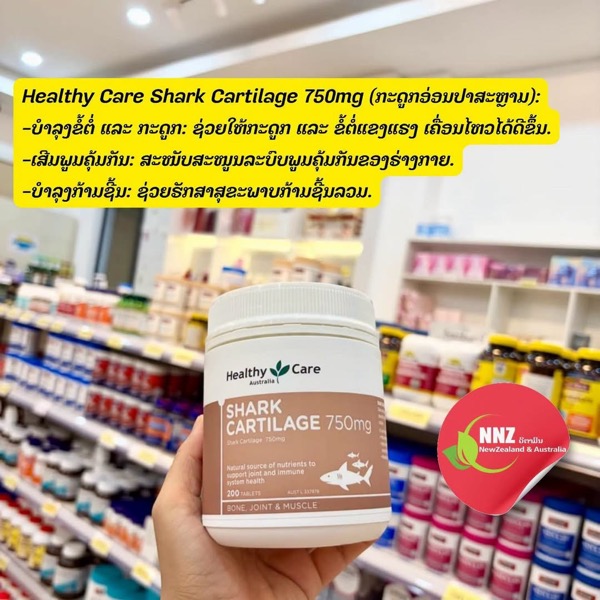 Healthy Care Shark Cartilage 750mg (ກະດູກອ່ອນປາສະຫຼາມ):
-ບໍາລຸງຂໍ້ຕໍ່ ແລະ ກະດູກ: ຊ່ວຍໃຫ້ກະດູກ ແລະ ຂໍ້ຕໍ່ແຂງແຮງ ເຄື່ອນໄຫວໄດ້ດີຂຶ້ນ.
-ເສີມພູມຄຸ້ມກັນ: ສະໜັບສະໜູນລະບົບພູມຄຸ້ມກັນຂອງຮ່າງກາຍ.
-ບໍາລຸງກ້າມຊີ້ນ: ຊ່ວຍຮັກສາສຸຂະພາບກ້າມຊີ້ນລວມ.
Healthy Care
Australia
SHARK
CARTILAGE 750mg
Shark Cartilage 750mg
Natural source of nutrients to
support joint and immune
system health
200 TABLETS
BONE, JOINT & MUSCLE
NNZ ວິຕາມິນ
NewZealand & Australia